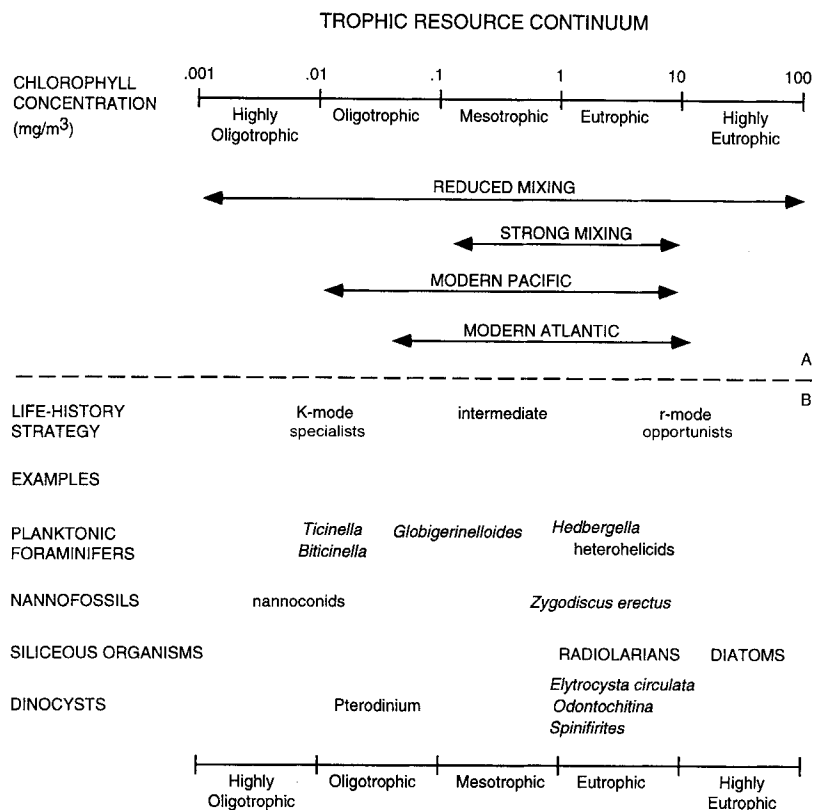 TROPHIC RESOURCE CONTINUUM
CHLOROPHYLL
CONCENTRATION
(mg/m³)
.001 .01 .1 1 10 100
Highly Oligotrophic Mesotrophic Eutrophic Highly
Oligotrophic Eutrophic
REDUCED MIXING
STRONG MIXING
MODERN PACIFIC
MODERN ATLANTIC
A
B
LIFE-HISTORY K-mode intermediate r-mode
STRATEGY specialists opportunists
EXAMPLES
PLANKTONIC Ticinella Globigerinelloides Hedbergella
FORAMINIFERS Biticinella heterohelicids
NANNOFOSSILS nannoconids Zygodiscus erectus
SILICEOUS ORGANISMS RADIOLARIANS DIATOMS
Elytrocysta circulata
DINOCYSTS Pterodinium Odontochitina
Spinifirites
Highly Oligotrophic Mesotrophic Eutrophic Highly
Oligotrophic Eutrophic